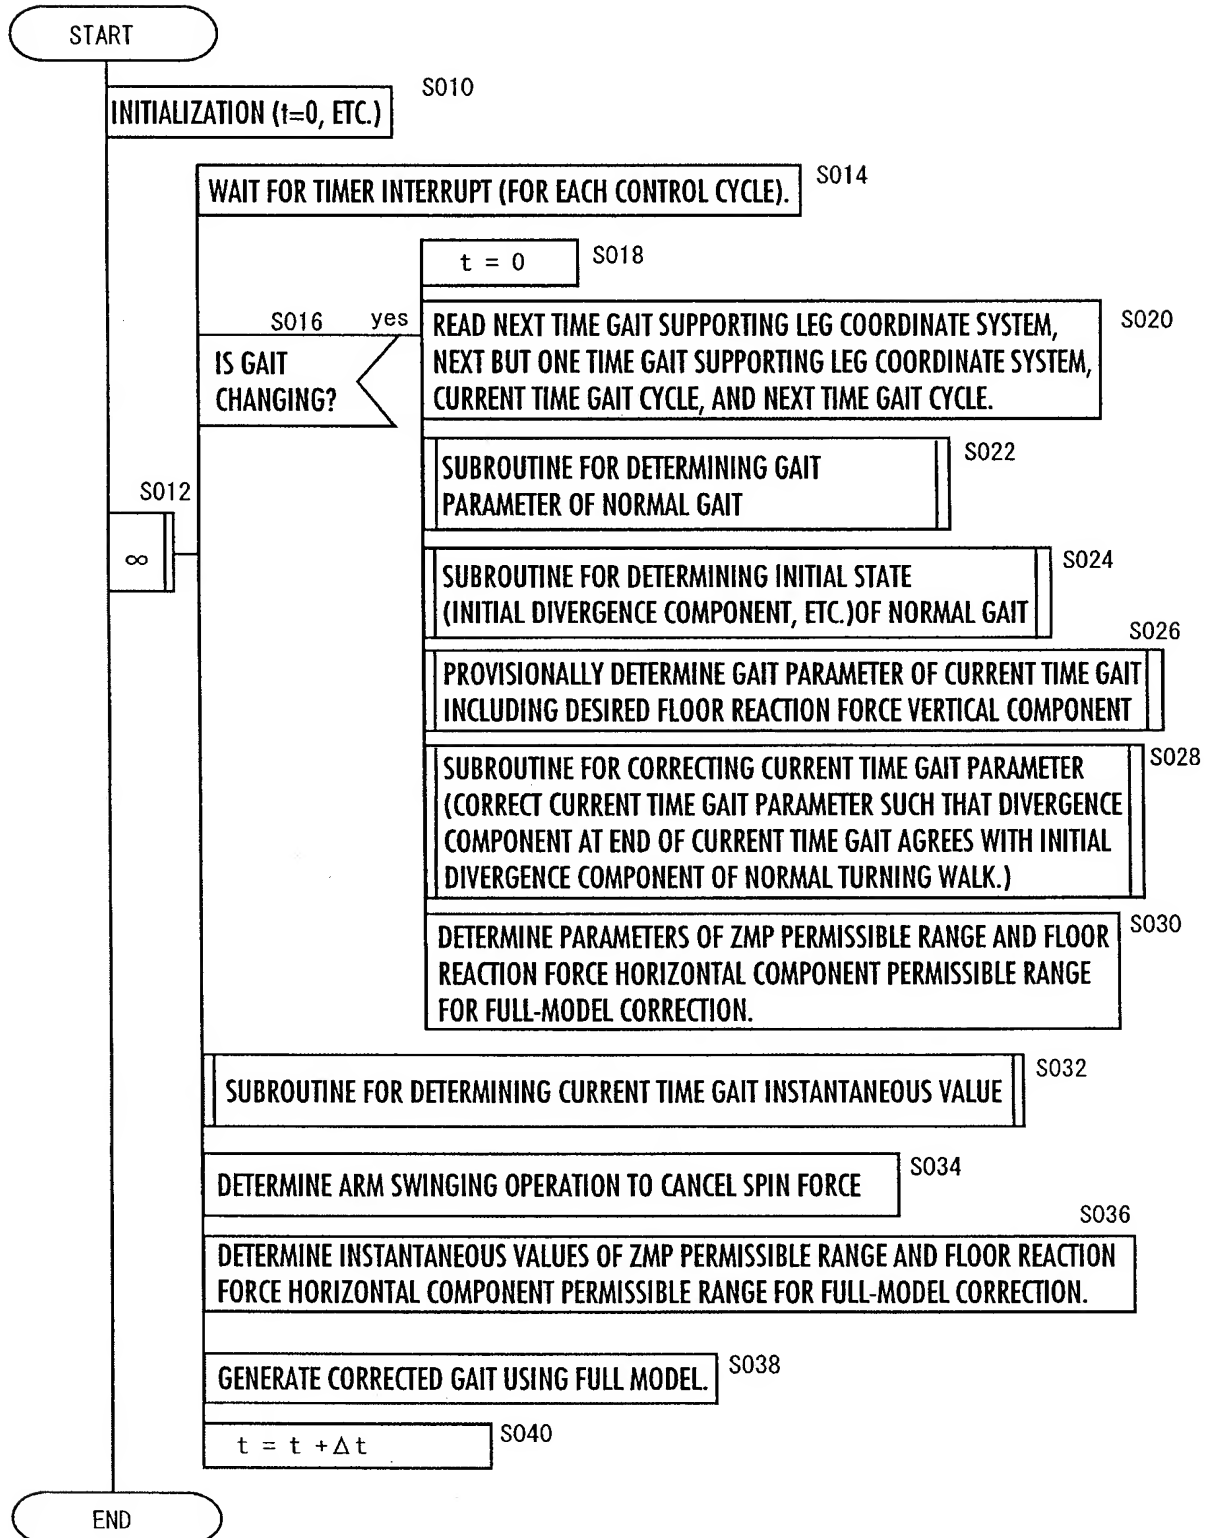 START
S010
INITIALIZATION (t=0, ETC.)
S014
WAIT FOR TIMER INTERRUPT (FOR EACH CONTROL CYCLE).
t = 0
S018
S016
yes
IS GAIT
CHANGING?
READ NEXT TIME GAIT SUPPORTING LEG COORDINATE SYSTEM,
NEXT BUT ONE TIME GAIT SUPPORTING LEG COORDINATE SYSTEM,
CURRENT TIME GAIT CYCLE, AND NEXT TIME GAIT CYCLE.
S020
SUBROUTINE FOR DETERMINING GAIT
PARAMETER OF NORMAL GAIT
S022
S012
∞
SUBROUTINE FOR DETERMINING INITIAL STATE
(INITIAL DIVERGENCE COMPONENT, ETC.)OF NORMAL GAIT
S024
S026
PROVISIONALLY DETERMINE GAIT PARAMETER OF CURRENT TIME GAIT
INCLUDING DESIRED FLOOR REACTION FORCE VERTICAL COMPONENT
S028
SUBROUTINE FOR CORRECTING CURRENT TIME GAIT PARAMETER
(CORRECT CURRENT TIME GAIT PARAMETER SUCH THAT DIVERGENCE
COMPONENT AT END OF CURRENT TIME GAIT AGREES WITH INITIAL
DIVERGENCE COMPONENT OF NORMAL TURNING WALK.)
S030
DETERMINE PARAMETERS OF ZMP PERMISSIBLE RANGE AND FLOOR
REACTION FORCE HORIZONTAL COMPONENT PERMISSIBLE RANGE
FOR FULL-MODEL CORRECTION.
S032
SUBROUTINE FOR DETERMINING CURRENT TIME GAIT INSTANTANEOUS VALUE
S034
DETERMINE ARM SWINGING OPERATION TO CANCEL SPIN FORCE
S036
DETERMINE INSTANTANEOUS VALUES OF ZMP PERMISSIBLE RANGE AND FLOOR REACTION
FORCE HORIZONTAL COMPONENT PERMISSIBLE RANGE FOR FULL-MODEL CORRECTION.
S038
GENERATE CORRECTED GAIT USING FULL MODEL.
S040
t = t +Δt
END